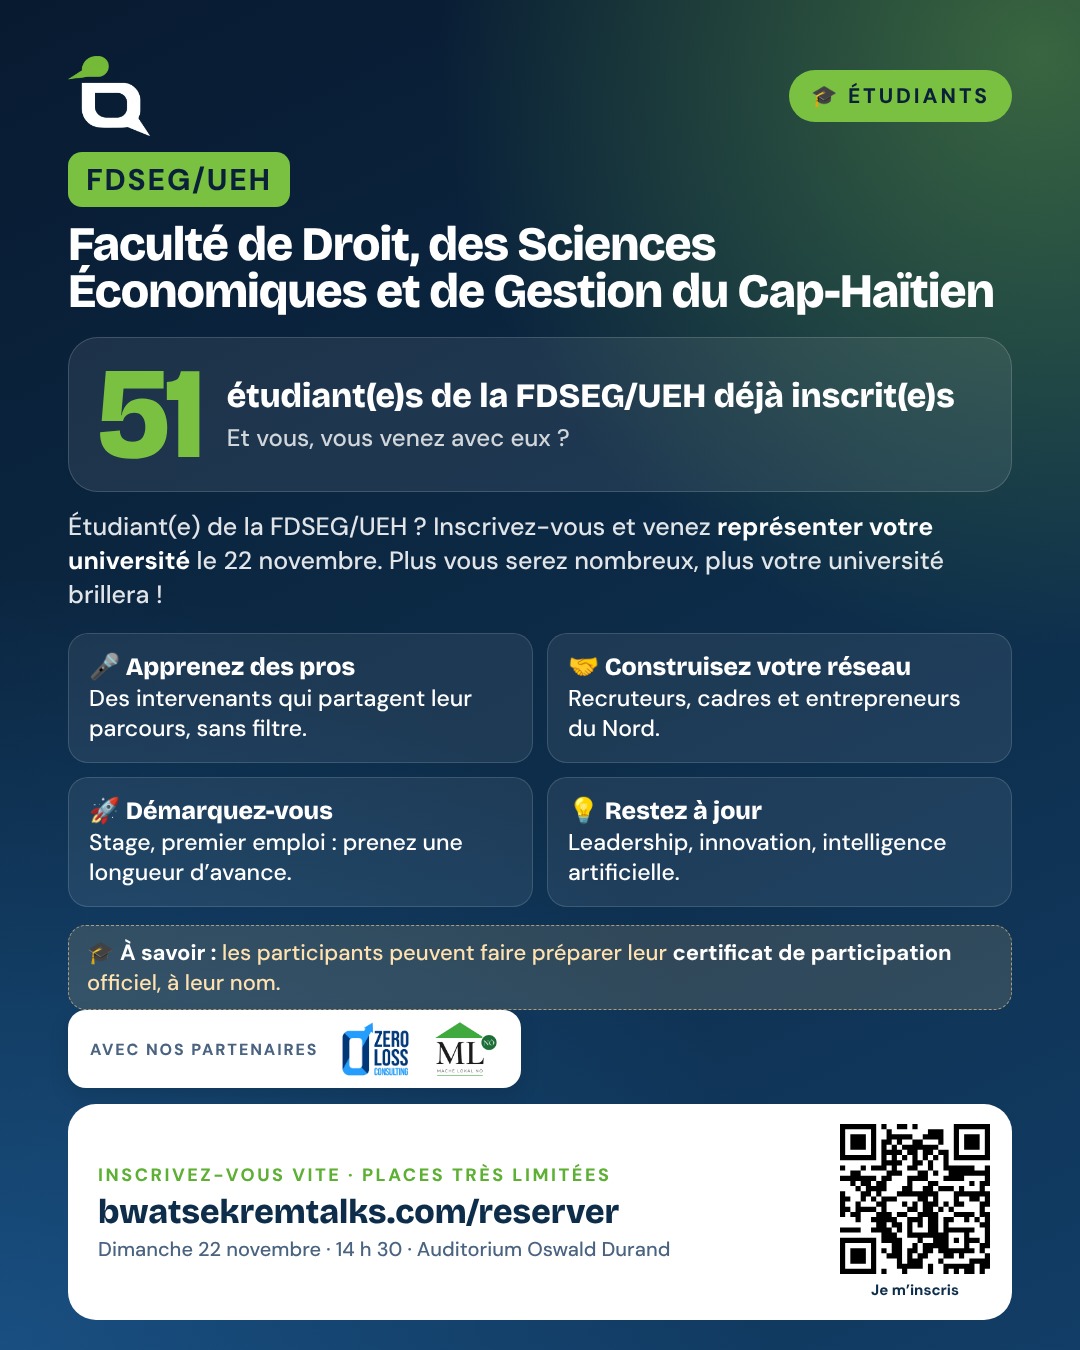 🎓 ÉTUDIANTS
FDSEG/UEH
Faculté de Droit, des Sciences
Économiques et de Gestion du Cap-Haïtien
51
étudiant(e)s de la FDSEG/UEH déjà inscrit(e)s
Et vous, vous venez avec eux ?
Étudiant(e) de la FDSEG/UEH ? Inscrivez-vous et venez représenter votre
université le 22 novembre. Plus vous serez nombreux, plus votre université
brillera !
🎤 Apprenez des pros
Des intervenants qui partagent leur
parcours, sans filtre.
🤝 Construisez votre réseau
Recruteurs, cadres et entrepreneurs
du Nord.
🚀 Démarquez-vous
Stage, premier emploi : prenez une
longueur d’avance.
💡 Restez à jour
Leadership, innovation, intelligence
artificielle.
🎓 À savoir : les participants peuvent faire préparer leur certificat de participation
officiel, à leur nom.
AVEC NOS PARTENAIRES
ZERO
LOSS
CONSULTING
ML
NÒ
MACHE LOKAL NÒ
INSCRIVEZ-VOUS VITE · PLACES TRÈS LIMITÉES
bwatsekremtalks.com/reserver
Dimanche 22 novembre · 14 h 30 · Auditorium Oswald Durand
Je m’inscris